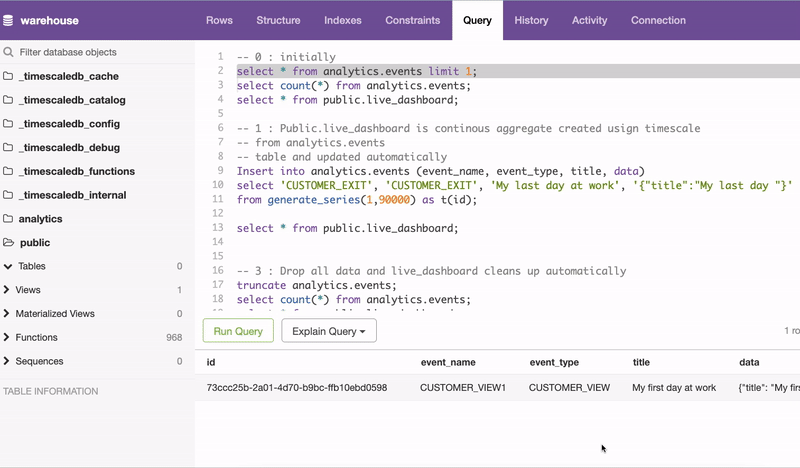 warehouse
Rows Structure Indexes Constraints Query History Activity Connection
Filter database objects
_timescaledb_cache
_timescaledb_catalog
_timescaledb_config
_timescaledb_debug
_timescaledb_functions
_timescaledb_internal
analytics
public
Tables 0
Views 1
Materialized Views 0
Functions 968
Sequences 0
TABLE INFORMATION
1 -- 0 : initially
2 select * from analytics.events limit 1;
3 select count(*) from analytics.events;
4 select * from public.live_dashboard;
5
6 -- 1 : Public.live_dashboard is continous aggregate created usign timescale
7 -- from analytics.events
8 -- table and updated automatically
9 Insert into analytics.events (event_name, event_type, title, data)
10 select 'CUSTOMER_EXIT', 'CUSTOMER_EXIT', 'My last day at work', '{"title":"My last day "}'
11 from generate_series(1,90000) as t(id);
12
13 select * from public.live_dashboard;
14
15
16 -- 3 : Drop all data and live_dashboard cleans up automatically
17 truncate analytics.events;
18 select count(*) from analytics.events;
Run Query Explain Query 1 ro
id event_name event_type title data
73ccc25b-2a01-4d70-b9bc-ffb10ebd0598 CUSTOMER_VIEW1 CUSTOMER_VIEW My first day at work {"title": "My firs